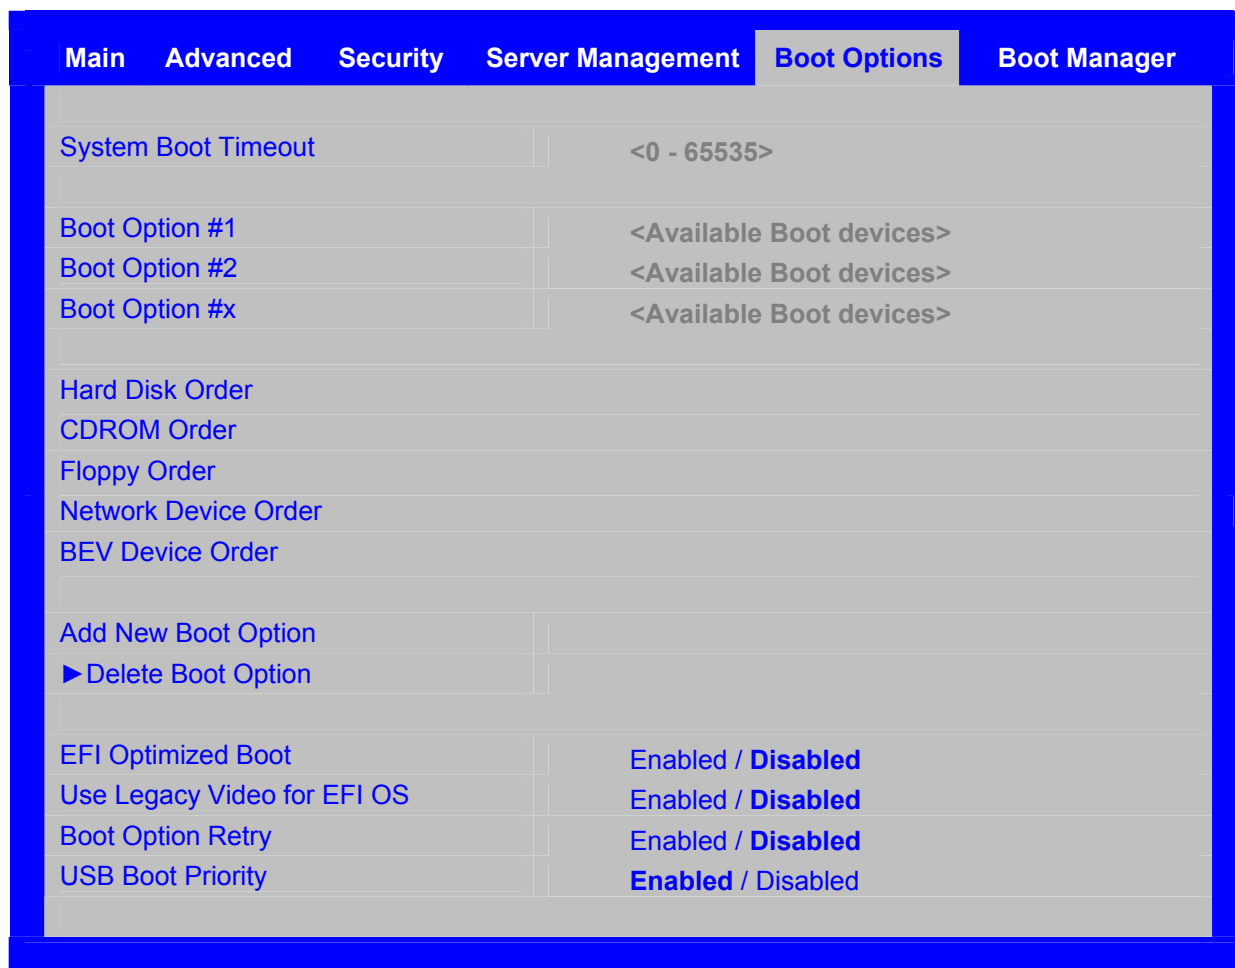 Main Advanced Security Server Management Boot Options Boot Manager
System Boot Timeout <0 - 65535>
Boot Option #1 <Available Boot devices>
Boot Option #2 <Available Boot devices>
Boot Option #x <Available Boot devices>
Hard Disk Order
CDROM Order
Floppy Order
Network Device Order
BEV Device Order
Add New Boot Option
►Delete Boot Option
EFI Optimized Boot Enabled / Disabled
Use Legacy Video for EFI OS Enabled / Disabled
Boot Option Retry Enabled / Disabled
USB Boot Priority Enabled / Disabled